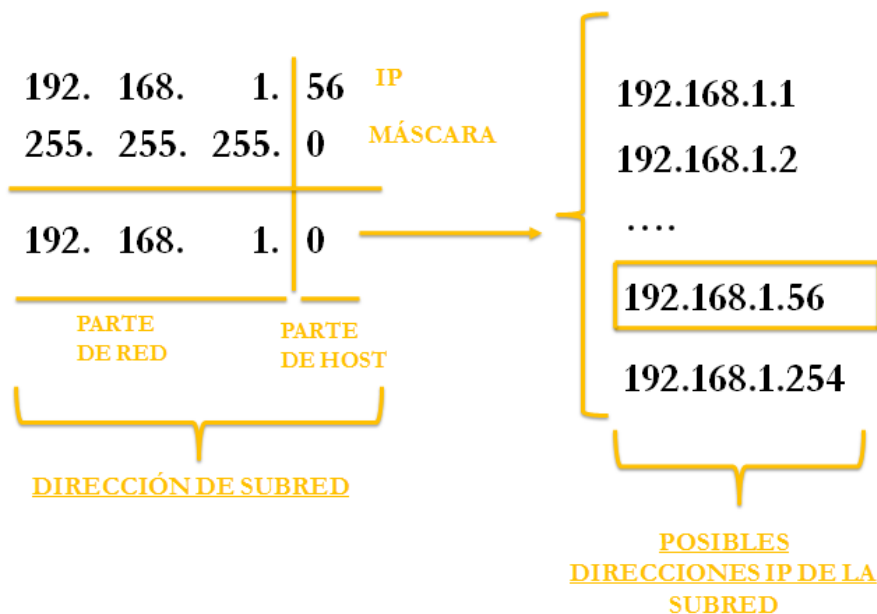 192. 168. 1. 56 IP
255. 255. 255. 0 MÁSCARA
192. 168. 1. 0
PARTE
DE RED
PARTE
DE HOST
DIRECCIÓN DE SUBRED
192.168.1.1
192.168.1.2
....
192.168.1.56
192.168.1.254
POSIBLES
DIRECCIONES IP DE LA
SUBRED